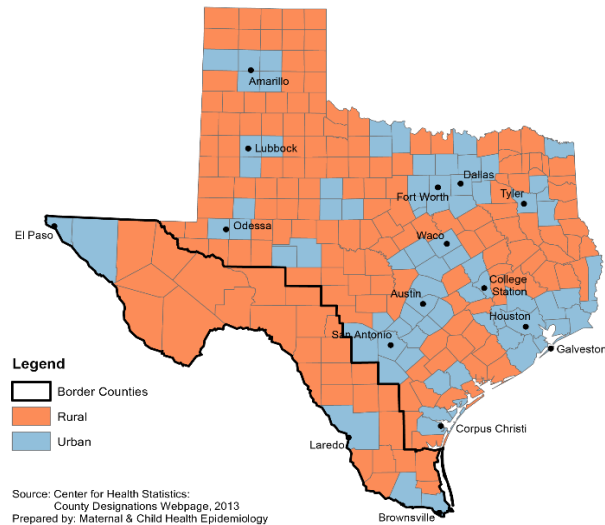 Amarillo
Lubbock
Dallas
Fort Worth
Tyler
El Paso
Odessa
Waco
College
Station
Austin
Houston
San Antonio
Galveston
Legend
Border Counties
Rural
Urban
Corpus Christi
Laredo
Brownsville
Source: Center for Health Statistics:
County Designations Webpage, 2013
Prepared by: Maternal & Child Health Epidemiology